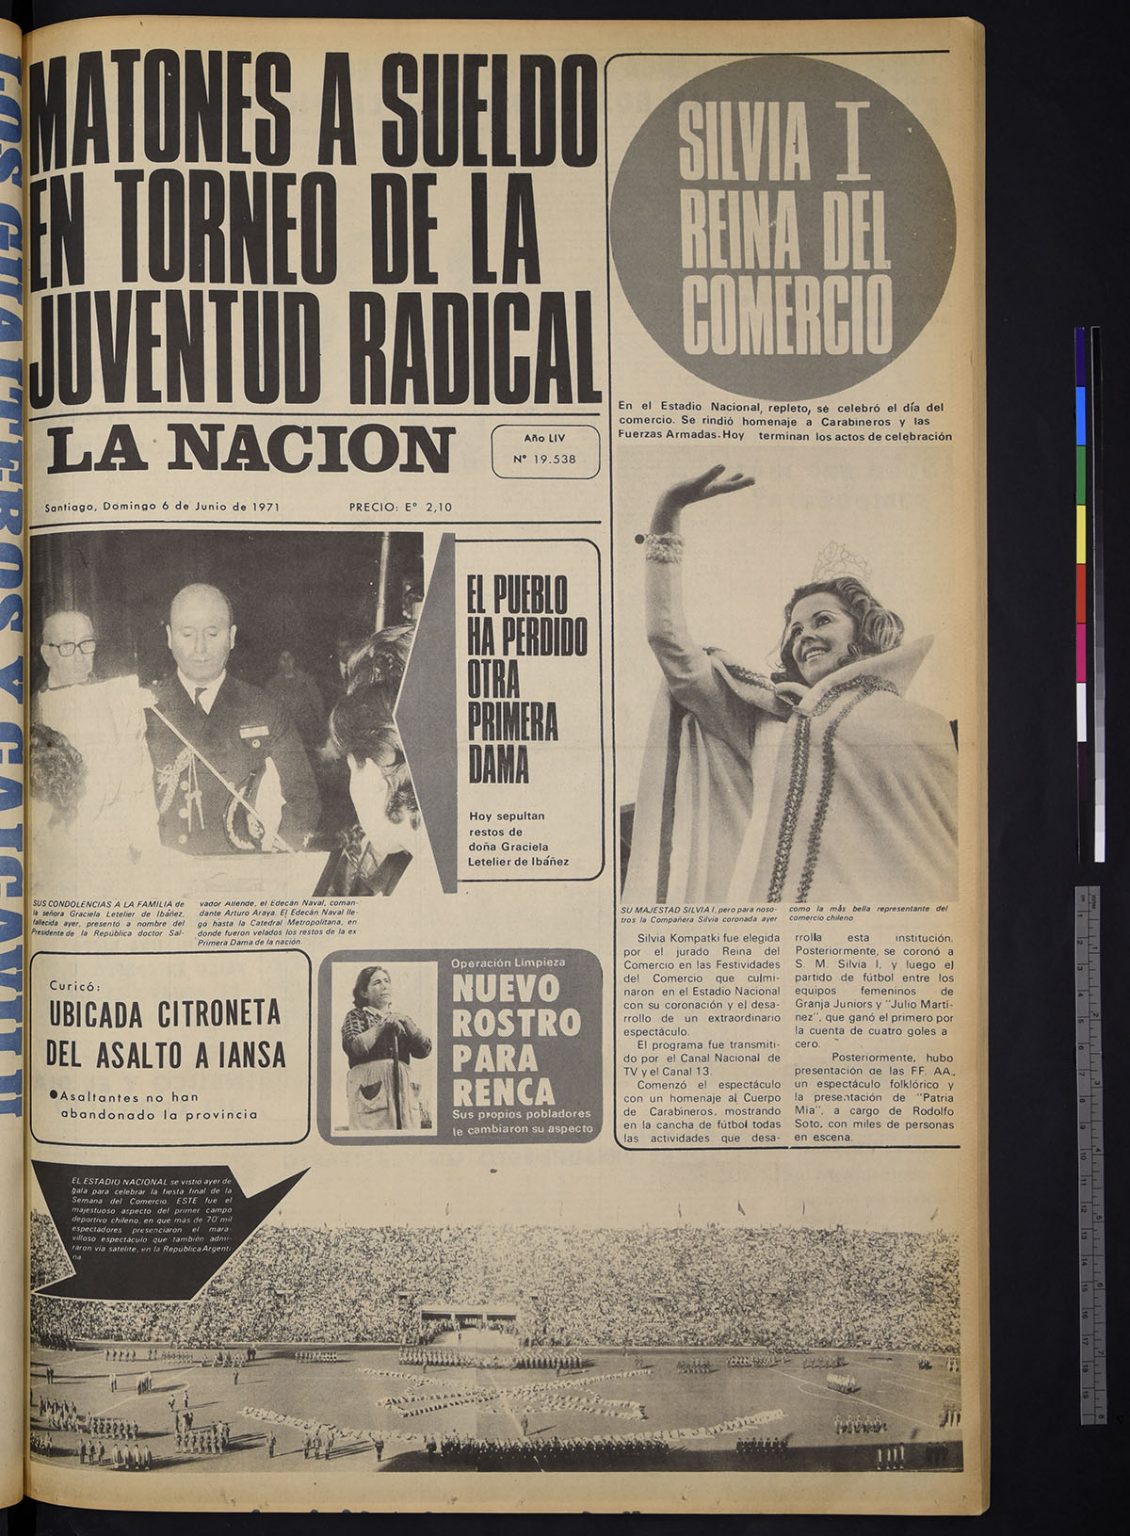 MATONES A SUELDO
EN TORNEO DE LA
JUVENTUD RADICAL
LA NACION
Año LIV
N° 19.538
Santiago, Domingo 6 de Junio de 1971
PRECIO: E° 2,10
SILVIA I
REINA DEL
COMERCIO
En el Estadio Nacional, repleto, se celebró el día del
comercio. Se rindió homenaje a Carabineros y las
Fuerzas Armadas. Hoy terminan los actos de celebración
EL PUEBLO
HA PERDIDO
OTRA
PRIMERA
DAMA
Hoy sepultan
restos de
doña Graciela
Letelier de Ibáñez
SUS CONDOLENCIAS A LA FAMILIA de
la señora Graciela Letelier de Ibáñez,
fallecida ayer, presentó a nombre del
Presidente de la República doctor Sal-
vador Allende, el Edecán Naval, coman-
dante Arturo Araya. El Edecán Naval lle-
gó hasta la Catedral Metropolitana, en
donde fueron velados los restos de la ex
Primera Dama de la nación.
SU MAJESTAD SILVIA I, pero para noso-
tros la Compañera Silvia coronada ayer
como la más bella representante del
comercio chileno
Silvia Kompatki fue elegida
por el jurado Reina del
Comercio en las Festividades
del Comercio que culmi-
naron en el Estadio Nacional
con su coronación y el desa-
rrollo de un extraordinario
espectáculo.
El programa fue transmiti-
do por el Canal Nacional de
TV y el Canal 13.
Comenzó el espectáculo
con un homenaje al Cuerpo
de Carabineros, mostrando
en la cancha de fútbol todas
las actividades que desa-
rrolla esta institución.
Posteriormente, se coronó a
S. M. Silvia I, y luego el
partido de fútbol entre los
equipos femeninos de
Granja Juniors y "Julio Martí-
nez", que ganó el primero por
la cuenta de cuatro goles a
cero.
Posteriormente, hubo
presentación de las FF. AA.,
un espectáculo folklórico y
la presentación de "Patria
Mía", a cargo de Rodolfo
Soto, con miles de personas
en escena.
Curicó:
UBICADA CITRONETA
DEL ASALTO A IANSA
●Asaltantes no han
abandonado la provincia
Operación Limpieza
NUEVO
ROSTRO
PARA
RENCA
Sus propios pobladores
le cambiaron su aspecto
EL ESTADIO NACIONAL se vistió ayer de
gala para celebrar la fiesta final de la
Semana del Comercio. ESTE fue el
majestuoso aspecto del primer campo
deportivo chileno, en que más de 70 mil
espectadores presenciaron el mara-
villoso espectáculo que también admi-
raron vía satélite, en la República Argenti-
na